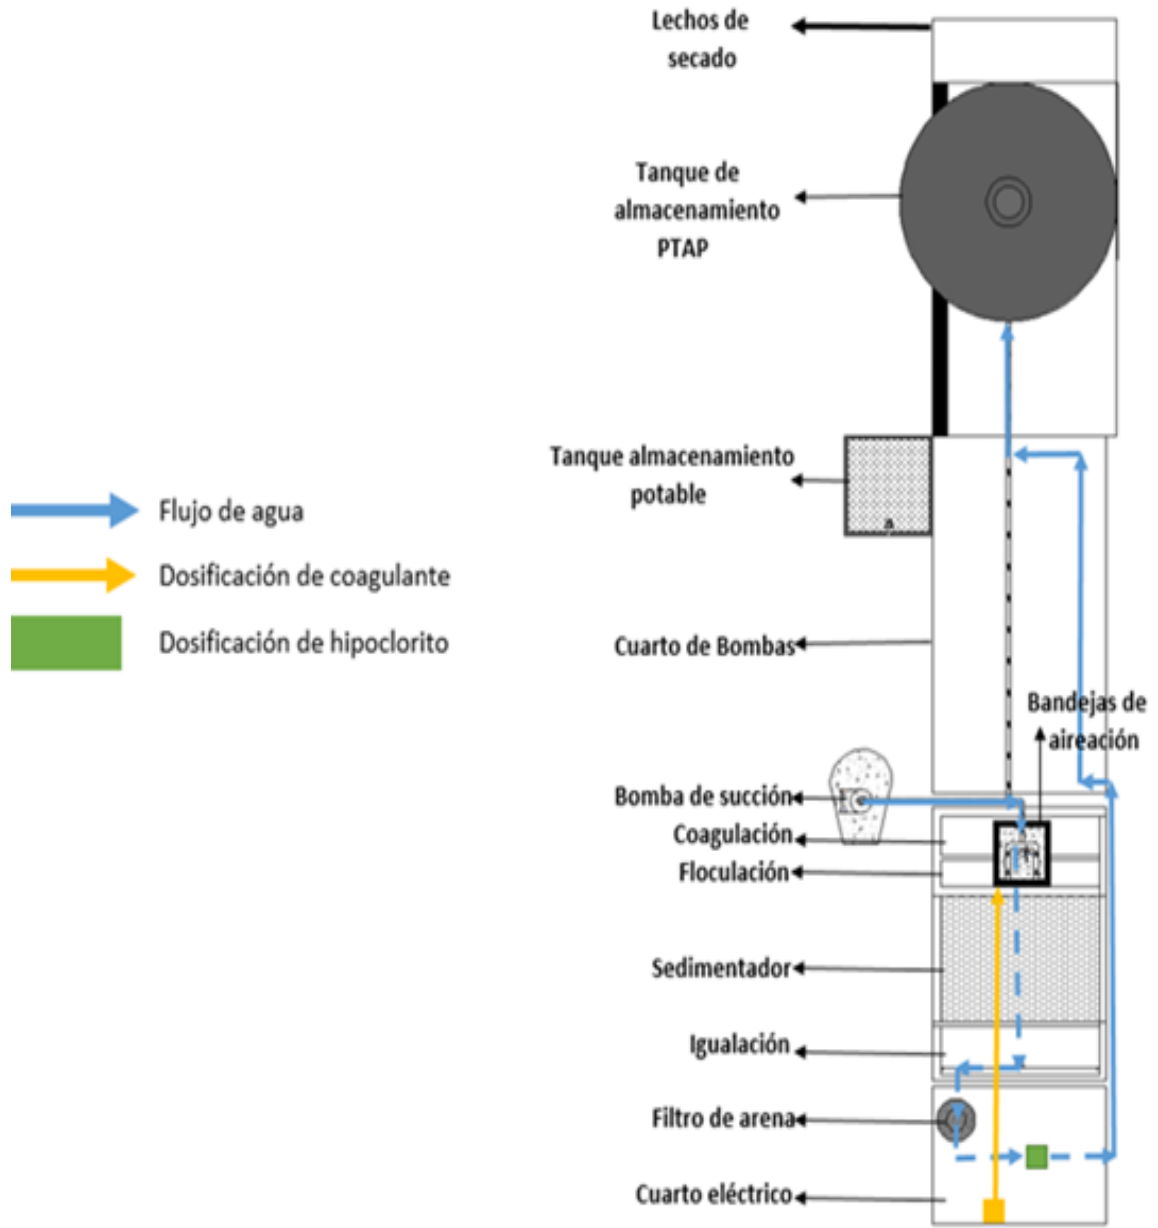 Lechos de
secado
Tanque de
almacenamiento
PTAP
Tanque almacenamiento
potable
a
Flujo de agua
Dosificación de coagulante
Dosificación de hipoclorito
Cuarto de Bombas
Bandejas de
aireación
Bomba de succión
Coagulación
Floculación
Sedimentador
Igualación
Filtro de arena
Cuarto eléctrico